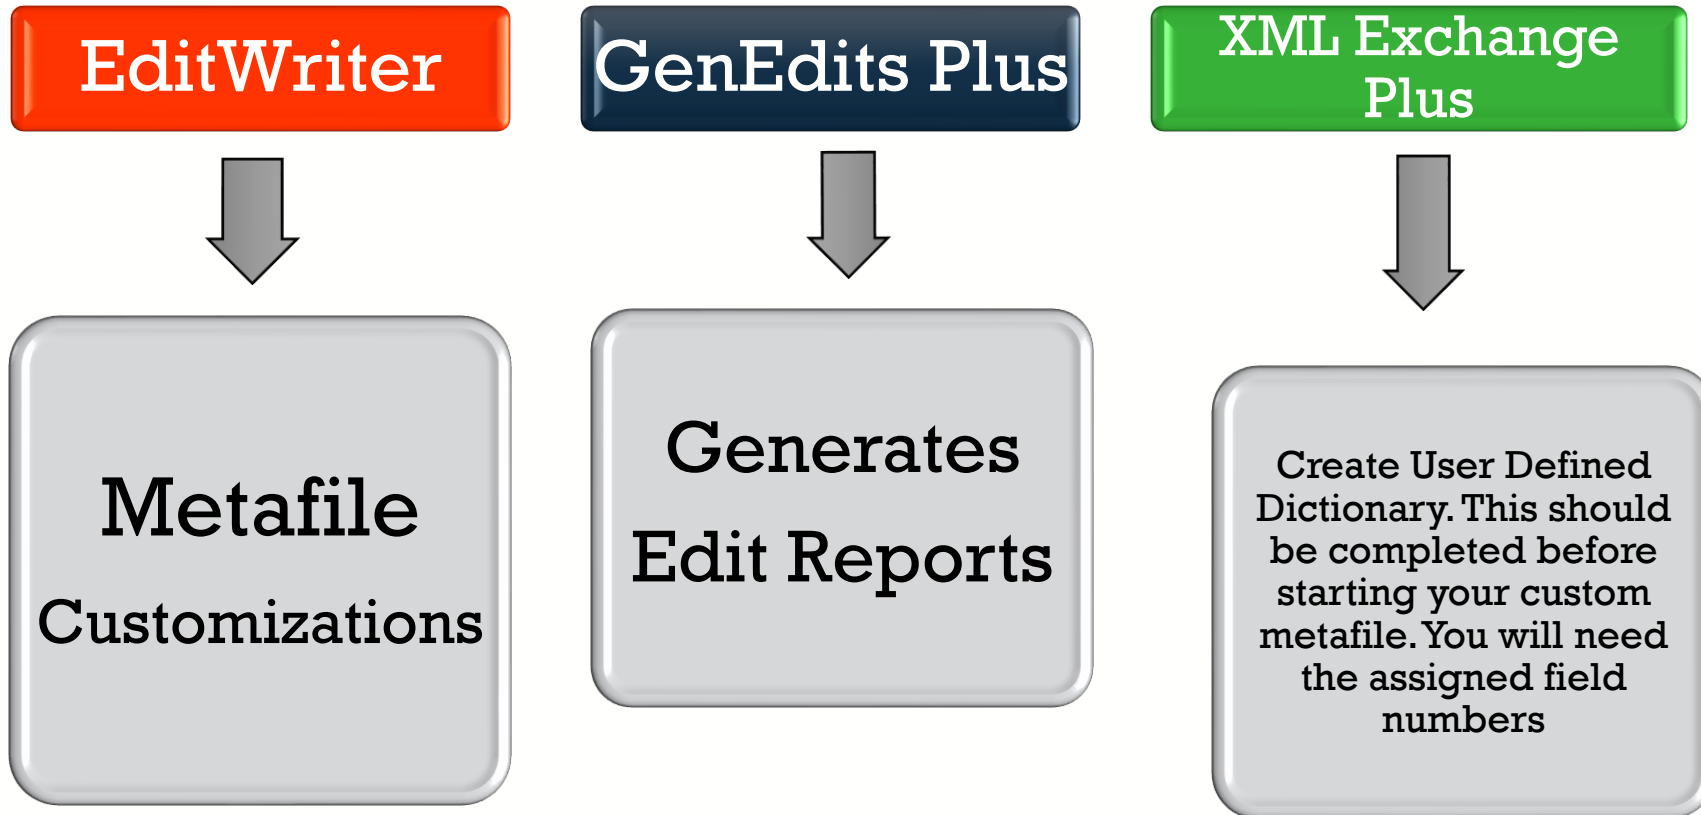 EditWriter
GenEdits Plus
XML Exchange
Plus
Metafile
Customizations
Generates
Edit Reports
Create User Defined
Dictionary. This should
be completed before
starting your custom
metafile. You will need
the assigned field
numbers